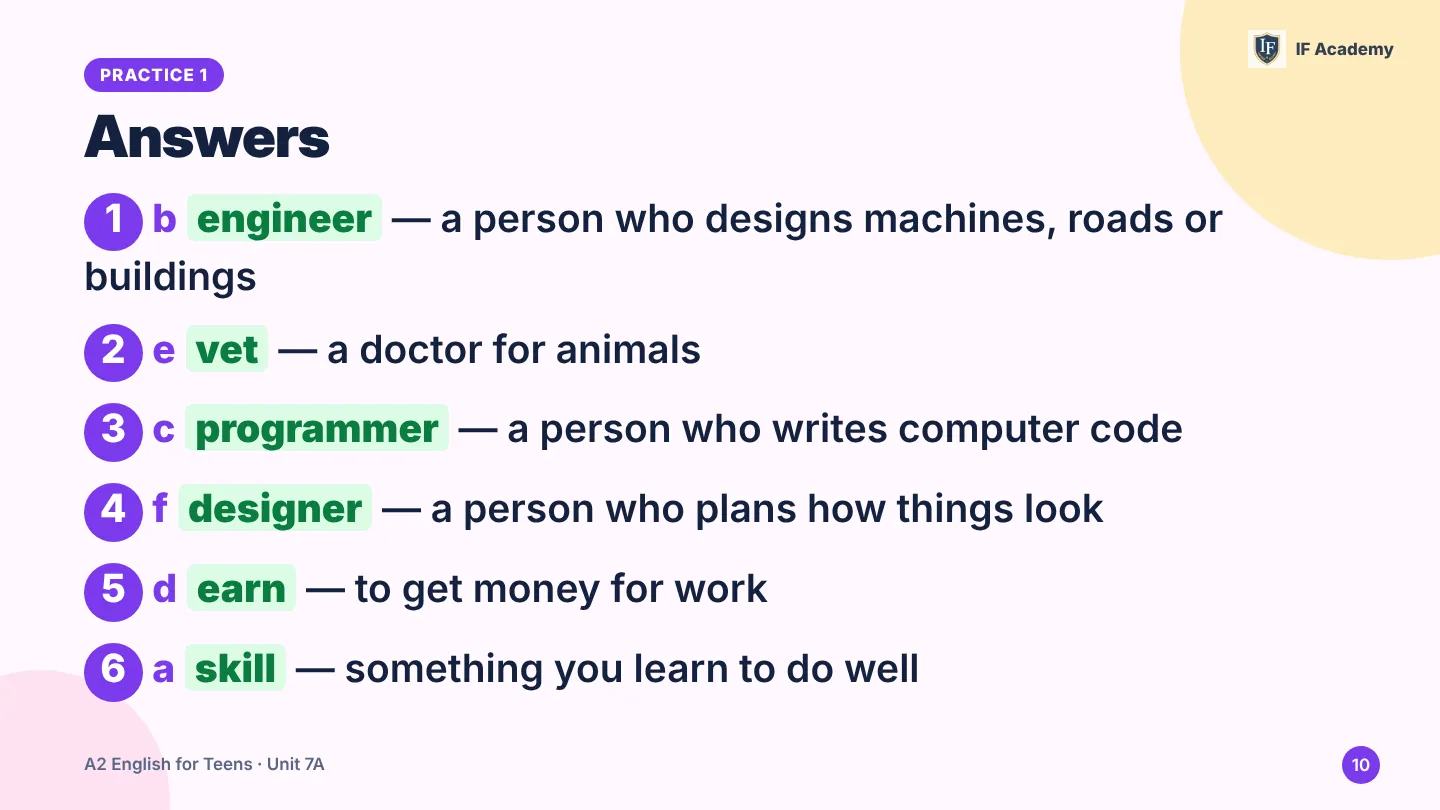 IF
IF Academy
PRACTICE 1
Answers
1 b engineer — a person who designs machines, roads or
buildings
2 e vet — a doctor for animals
3 c programmer — a person who writes computer code
4 f designer — a person who plans how things look
5 d earn — to get money for work
6 a skill — something you learn to do well
A2 English for Teens · Unit 7A
10